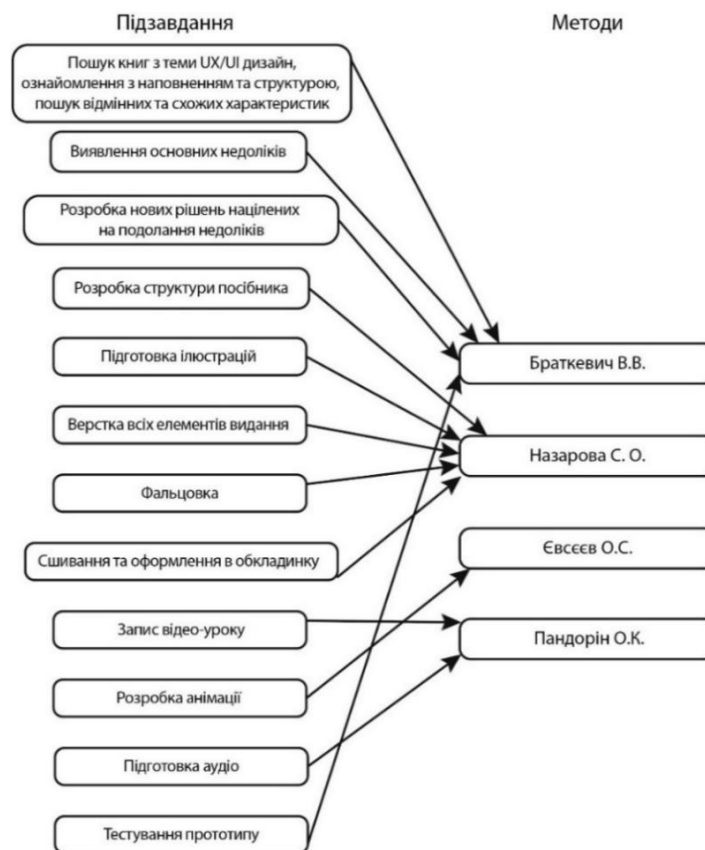 Підзавдання
Методи
Пошук книг з теми UX/UI дизайн,
ознайомлення з наповненням та структурою,
пошук відмінних та схожих характеристик
Виявлення основних недоліків
Розробка нових рішень націлених
на подолання недоліків
Розробка структури посібника
Підготовка ілюстрацій
Верстка всіх елементів видання
Фальцовка
Сшивання та оформлення в обкладинку
Запис відео-уроку
Розробка анімації
Підготовка аудіо
Тестування прототипу
Браткевич В.В.
Назарова С. О.
Євсєєв О.С.
Пандорін О.К.